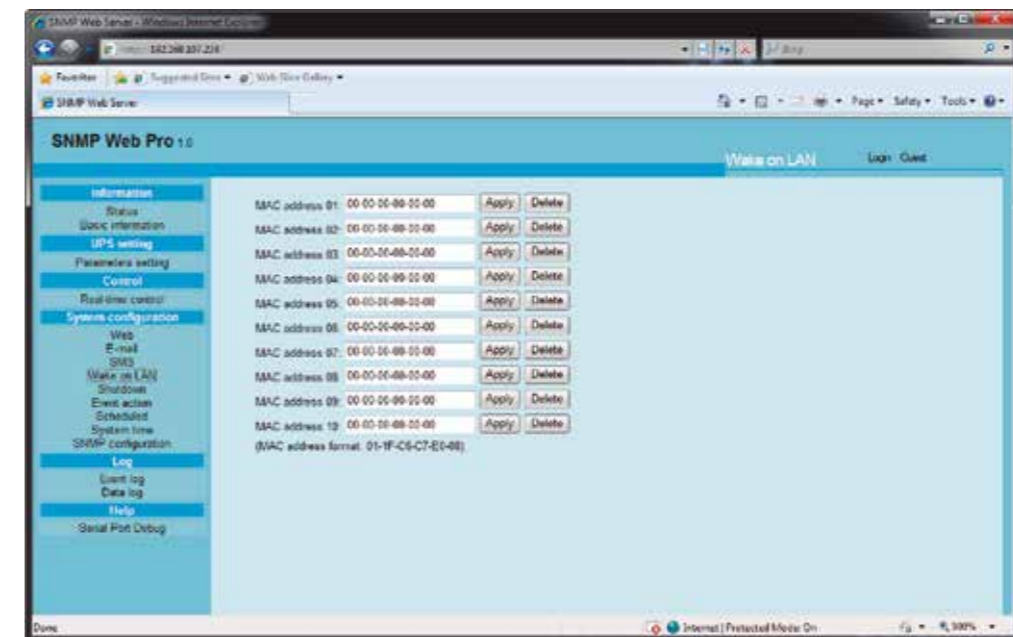 SNMP Web Server - Windows Internet Explorer
Favorites Suggested Sites Web Slice Gallery
SNMP Web Server
Page Safety Tools
SNMP Web Pro 1.0
Wake on LAN
Login Guest
Information
Status
Basic information
UPS setting
Parameters setting
Control
Real-time control
System configuration
Web
E-mail
SMS
Wake on LAN
Shutdown
Event action
Scheduled
System time
SNMP configuration
Log
Event log
Data log
Help
Serial Port Debug
MAC address 01: 00-00-00-00-00-00 Apply Delete
MAC address 02: 00-00-00-00-00-00 Apply Delete
MAC address 03: 00-00-00-00-00-00 Apply Delete
MAC address 04: 00-00-00-00-00-00 Apply Delete
MAC address 05: 00-00-00-00-00-00 Apply Delete
MAC address 06: 00-00-00-00-00-00 Apply Delete
MAC address 07: 00-00-00-00-00-00 Apply Delete
MAC address 08: 00-00-00-00-00-00 Apply Delete
MAC address 09: 00-00-00-00-00-00 Apply Delete
MAC address 10: 00-00-00-00-00-00 Apply Delete
(MAC address format:
Done
Internet | Protected Mode: On
100%